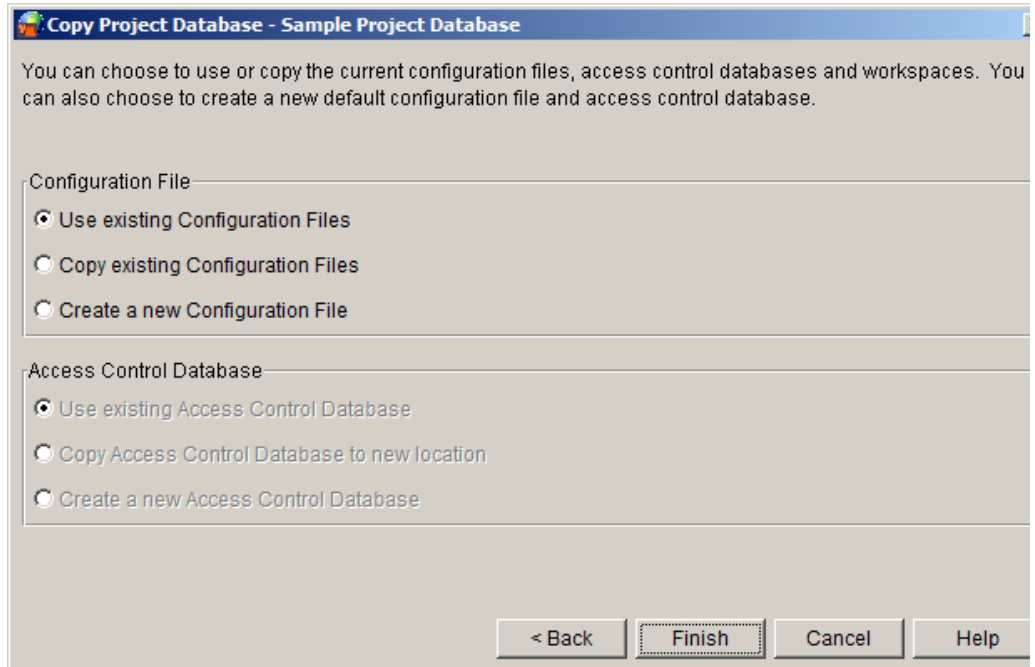 Copy Project Database - Sample Project Database
You can choose to use or copy the current configuration files, access control databases and workspaces. You
can also choose to create a new default configuration file and access control database.
Configuration File
Use existing Configuration Files
Copy existing Configuration Files
Create a new Configuration File
Access Control Database
Use existing Access Control Database
Copy Access Control Database to new location
Create a new Access Control Database
< Back
Finish
Cancel
Help